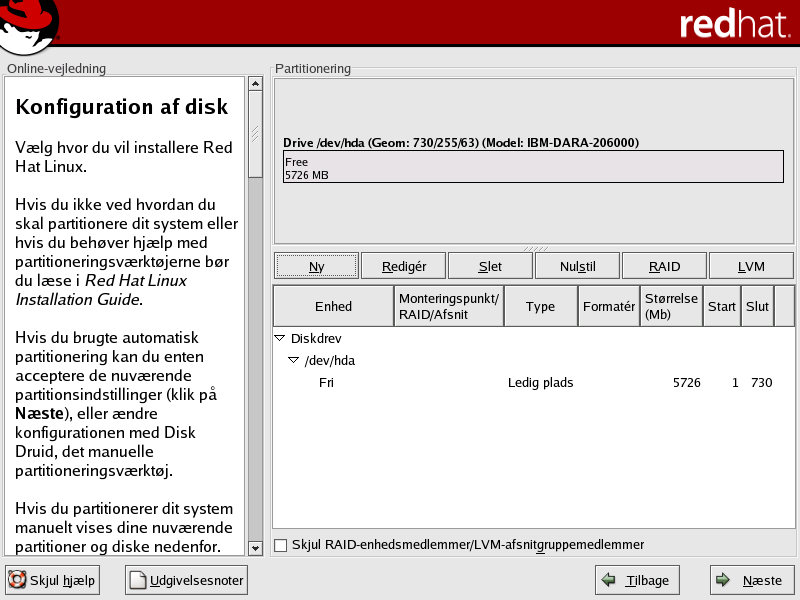 redhat.
Online-vejledning
Konfiguration af disk
Vælg hvor du vil installere Red
Hat Linux.
Hvis du ikke ved hvordan du
skal partitionere dit system eller
hvis du behøver hjælp med
partitioneringsværktøjerne bør
du læse i Red Hat Linux
Installation Guide.
Hvis du brugte automatisk
partitionering kan du enten
acceptere de nuværende
partitionsindstillinger (klik på
Næste), eller ændre
konfigurationen med Disk
Druid, det manuelle
partitioneringsværktøj.
Hvis du partitionerer dit system
manuelt vises dine nuværende
partitioner og diske nedenfor.
Partitionering
Drive /dev/hda (Geom: 730/255/63) (Model: IBM-DARA-206000)
Free
5726 MB
Ny Redigér Slet Nulstil RAID LVM
Enhed Monteringspunkt/ RAID/Afsnit Type Formatér Størrelse (Mb) Start Slut
Diskdrev
/dev/hda
Fri Ledig plads 5726 1 730
Skjul RAID-enhedsmedlemmer/LVM-afsnitgruppemedlemmer
Skjul hjælp Udgivelsesnoter Tilbage Næste